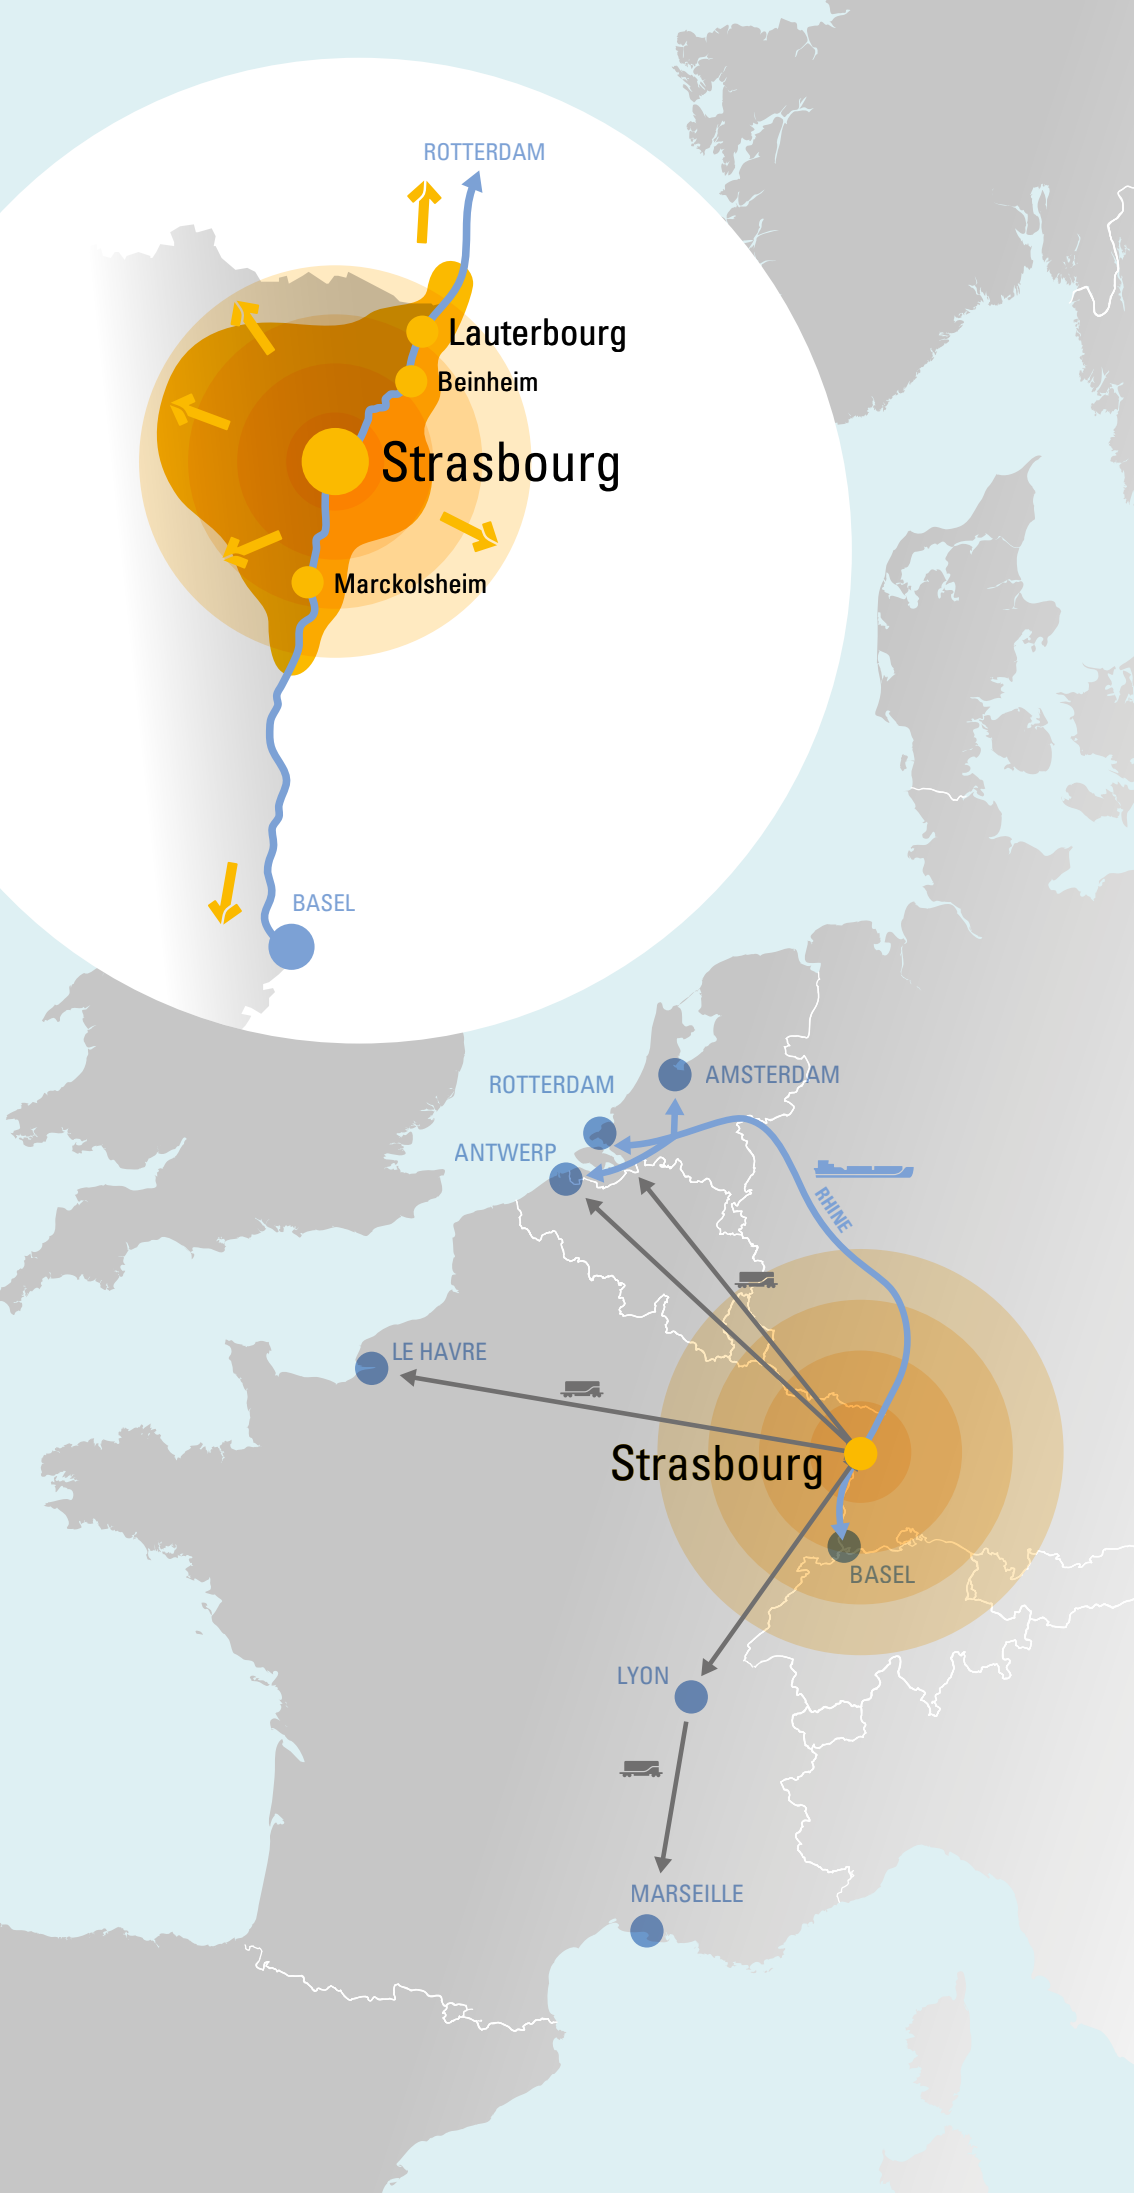 ROTTERDAM
Lauterbourg
Beinheim
Strasbourg
Marckolsheim
BASEL
AMSTERDAM
ROTTERDAM
ANTWERP
RHINE
LE HAVRE
Strasbourg
BASEL
LYON
MARSEILLE